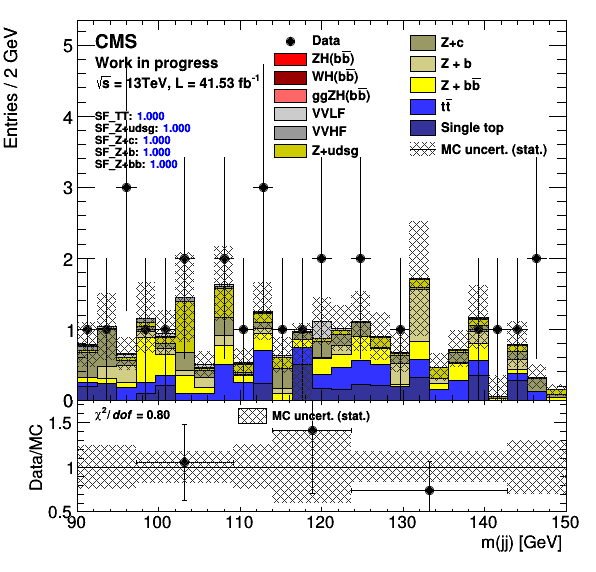 CMS
Work in progress
√s = 13TeV, L = 41.53 fb⁻¹
SF_TT: 1.000
SF_Z+udsg: 1.000
SF_Z+c: 1.000
SF_Z+b: 1.000
SF_Z+bb: 1.000
Data
ZH(bb̅)
WH(bb̅)
ggZH(bb̅)
VVLF
VVHF
Z+udsg
Z+c
Z + b
Z + bb̅
tt̅
Single top
MC uncert. (stat.)
Entries / 2 GeV
5
4
3
2
1
0
χ²/ dof = 0.80
MC uncert. (stat.)
Data/MC
1.5
1
0.5
90 100 110 120 130 140 150
m(jj) [GeV]